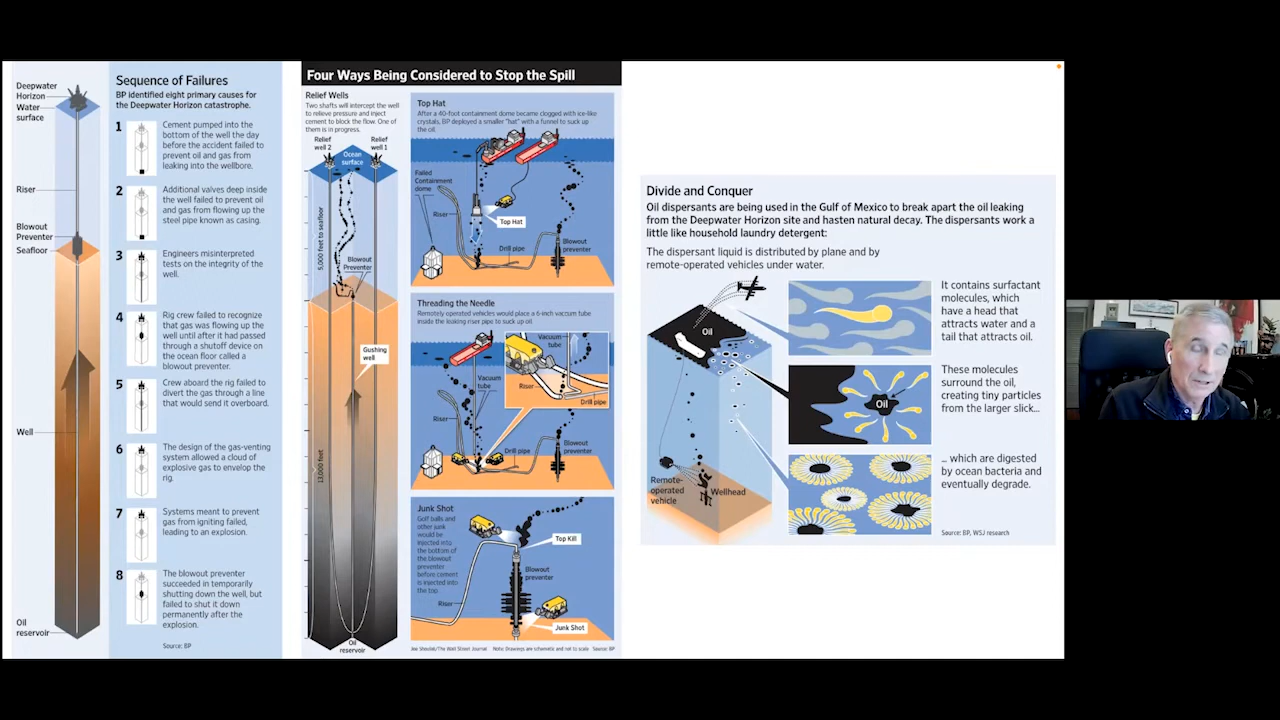 Deepwater
Horizon
Water
surface
Riser
Blowout
Preventer
Seafloor
Well
Oil
reservoir
Sequence of Failures
BP identified eight primary causes for
the Deepwater Horizon catastrophe.
1
Cement pumped into the
bottom of the well the day
before the accident failed to
prevent oil and gas from
leaking into the wellbore.
2
Additional valves deep inside
the well failed to prevent oil
and gas from flowing up the
steel pipe known as casing.
3
Engineers misinterpreted
tests on the integrity of the
well.
4
Rig crew failed to recognize
that gas was flowing up the
well until after it had passed
through a shutoff device on
the ocean floor called a
blowout preventer.
5
Crew aboard the rig failed to
divert the gas through a line
that would send it overboard.
6
The design of the gas-venting
system allowed a cloud of
explosive gas to envelop the
rig.
7
Systems meant to prevent
gas from igniting failed,
leading to an explosion.
8
The blowout preventer
succeeded in temporarily
shutting down the well, but
failed to shut it down
permanently after the
explosion.
Source: BP
Four Ways Being Considered to Stop the Spill
Relief Wells
Two shafts will intercept the well
to relieve pressure and inject
cement to block the flow. One of
them is in progress.
Relief
well 2
Relief
well 1
Ocean
surface
5,000 feet to seafloor
Blowout
Preventer
Gushing
well
13,000 feet
Oil
reservoir
Top Hat
After a 40-foot containment dome became clogged with ice-like
crystals, BP deployed a smaller "hat" with a funnel to suck up
the oil.
Failed
Containment
dome
Riser
Top Hat
Drill pipe
Blowout
preventer
Threading the Needle
Remotely operated vehicles would place a 6-inch vacuum tube
inside the leaking riser pipe to suck up oil
Vacuum
tube
Riser
Drill pipe
Vacuum
tube
Riser
Drill pipe
Blowout
preventer
Junk Shot
Golf balls and
other junk
would be
injected into
the bottom of
the blowout
preventer
before cement
is injected into
the top
Top Kill
Blowout
preventer
Riser
Junk Shot
Joe Shoulak/The Wall Street Journal Note: Drawings are schematic and not to scale Source: BP
Divide and Conquer
Oil dispersants are being used in the Gulf of Mexico to break apart the oil leaking
from the Deepwater Horizon site and hasten natural decay. The dispersants work a
little like household laundry detergent:
The dispersant liquid is distributed by plane and by
remote-operated vehicles under water.
Oil
Remote-
operated
vehicle
Wellhead
It contains surfactant
molecules, which
have a head that
attracts water and a
tail that attracts oil.
Oil
These molecules
surround the oil,
creating tiny particles
from the larger slick...
... which are digested
by ocean bacteria and
eventually degrade.
Source: BP, WSJ research